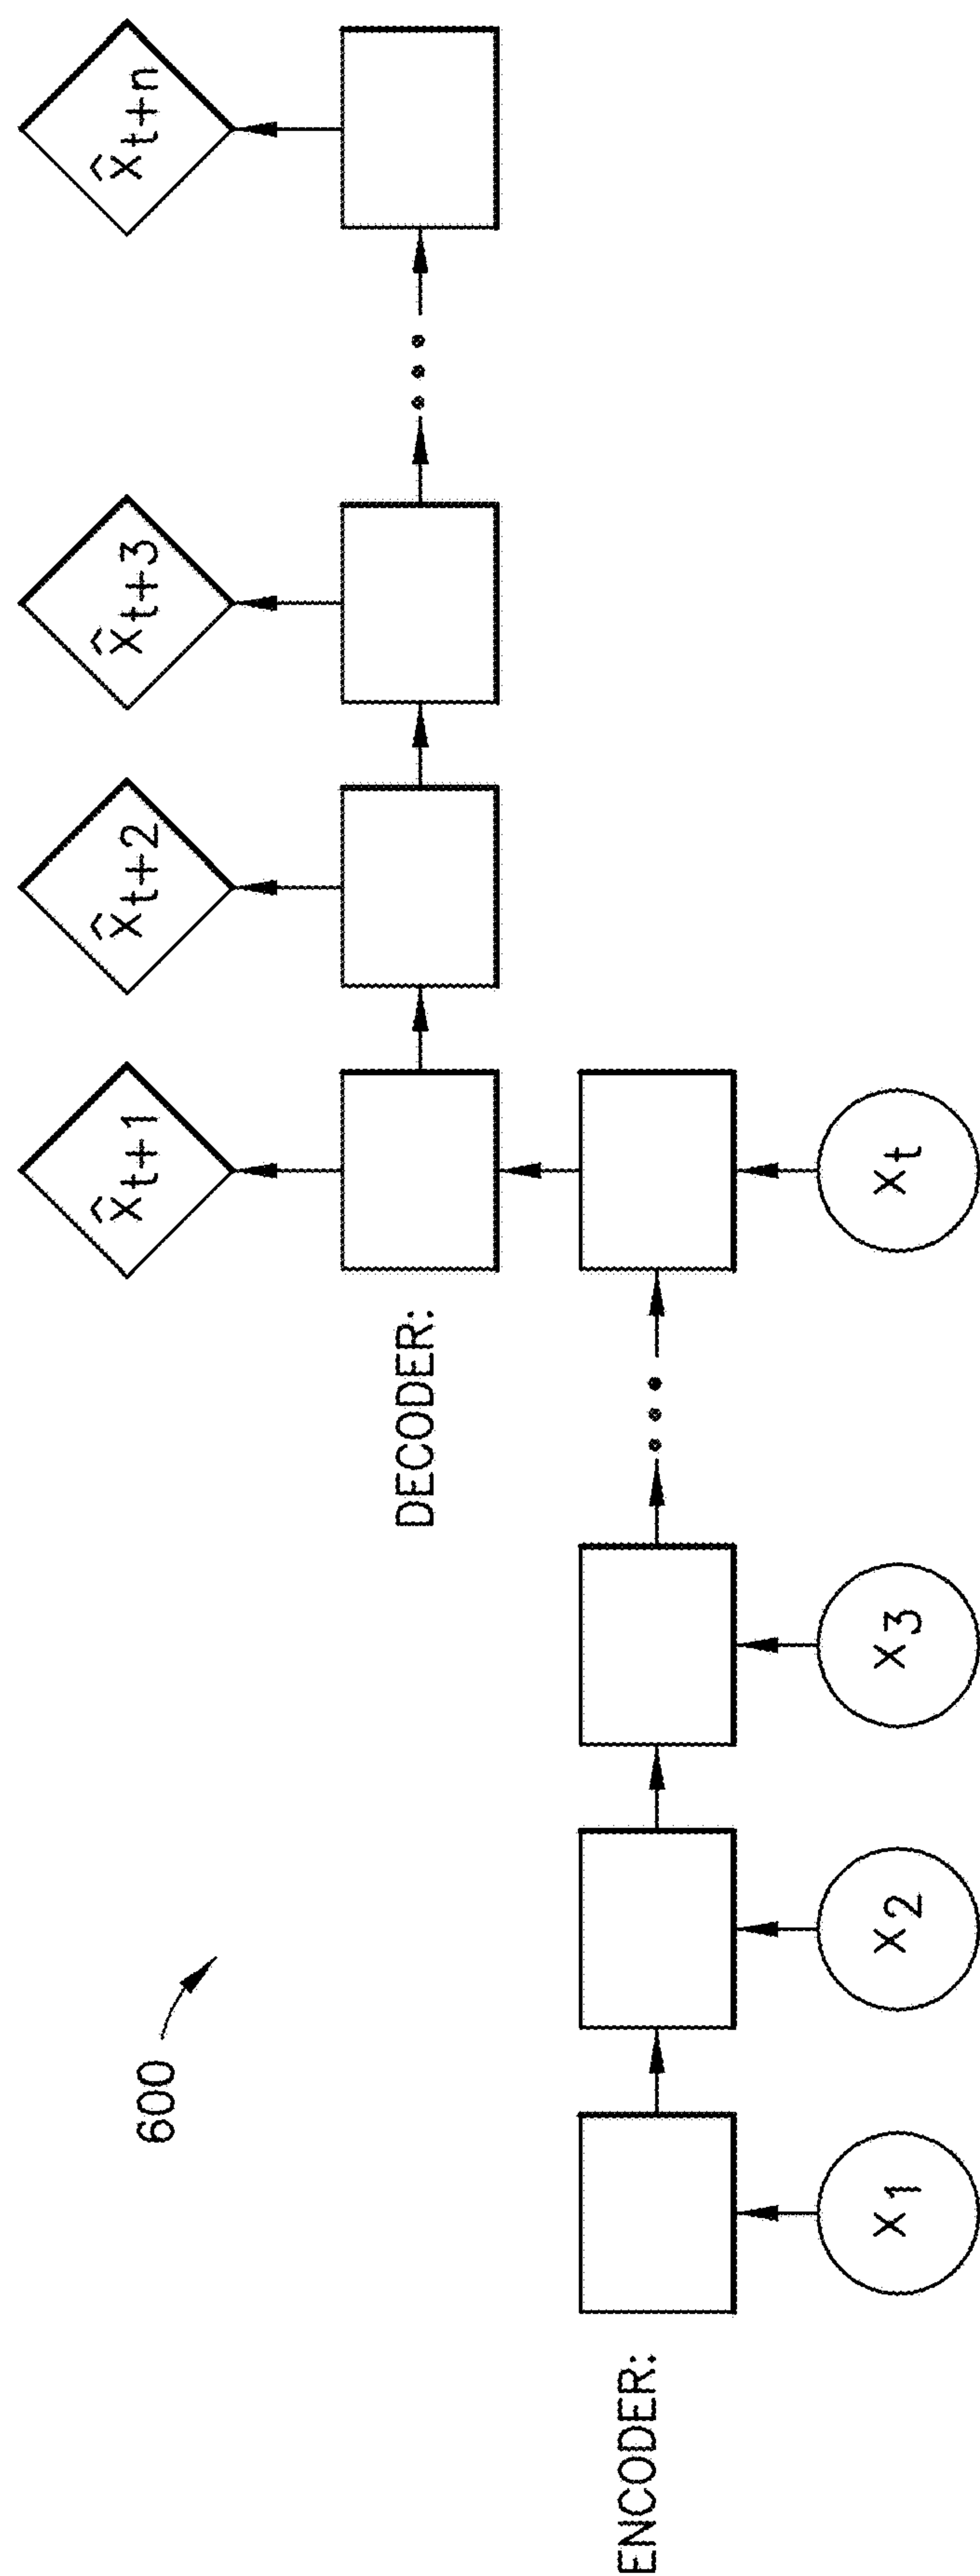 600
x̂t+1
x̂t+2
x̂t+3
x̂t+n
DECODER:
ENCODER:
x1
x2
x3
xt